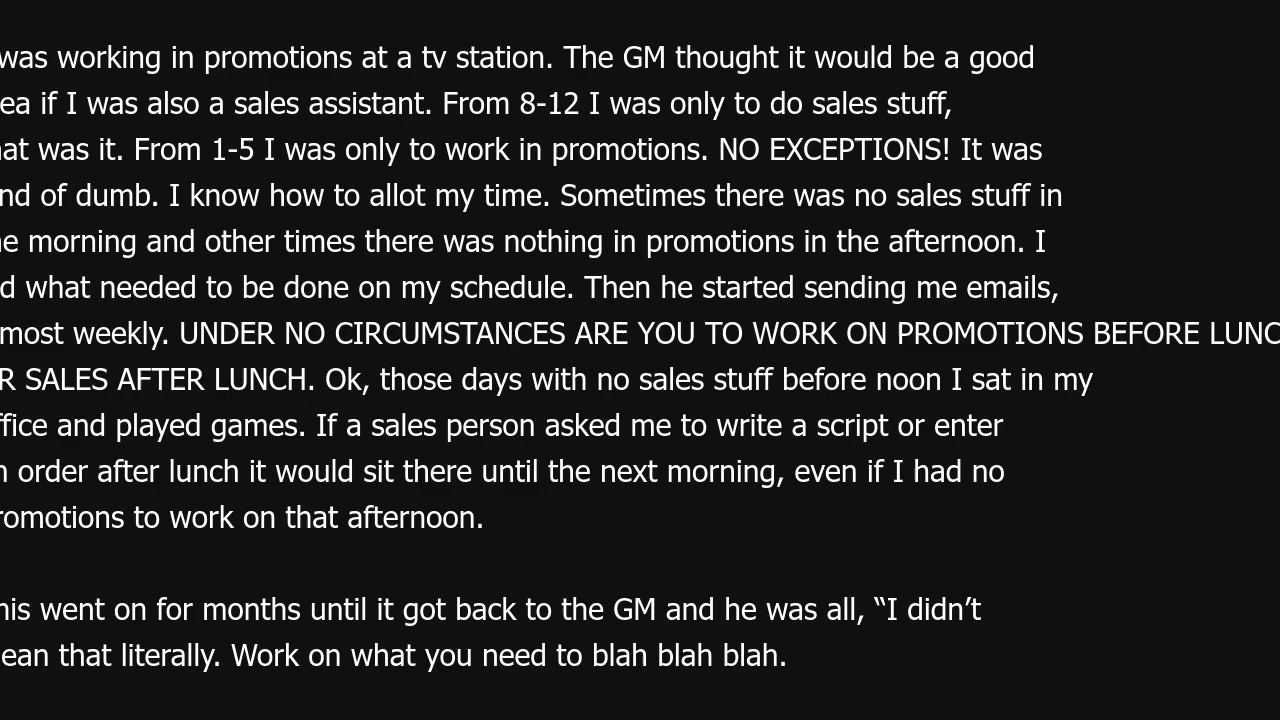 was working in promotions at a tv station. The GM thought it would be a good
ea if I was also a sales assistant. From 8-12 I was only to do sales stuff,
at was it. From 1-5 I was only to work in promotions. NO EXCEPTIONS! It was
nd of dumb. I know how to allot my time. Sometimes there was no sales stuff in
e morning and other times there was nothing in promotions in the afternoon. I
d what needed to be done on my schedule. Then he started sending me emails,
most weekly. UNDER NO CIRCUMSTANCES ARE YOU TO WORK ON PROMOTIONS BEFORE LUNC
R SALES AFTER LUNCH. Ok, those days with no sales stuff before noon I sat in my
ffice and played games. If a sales person asked me to write a script or enter
n order after lunch it would sit there until the next morning, even if I had no
romotions to work on that afternoon.
his went on for months until it got back to the GM and he was all, “I didn’t
ean that literally. Work on what you need to blah blah blah.